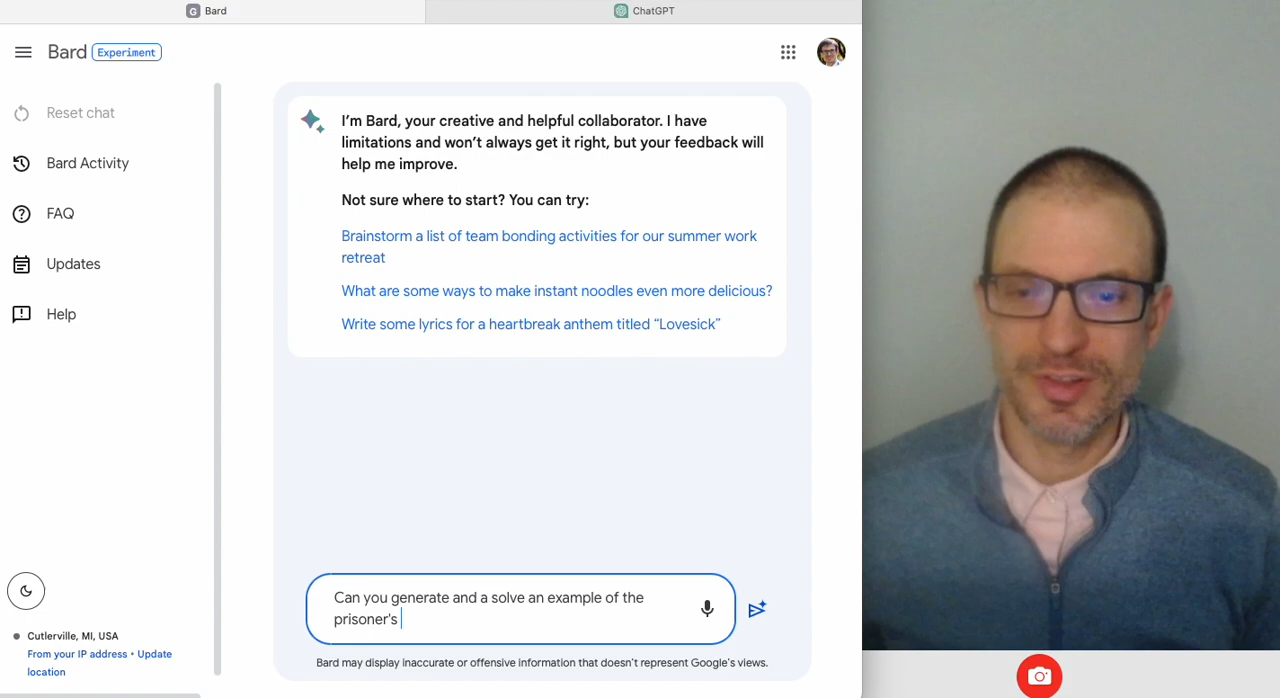 Bard
ChatGPT
Bard Experiment
Reset chat
Bard Activity
FAQ
Updates
Help
Cutlerville, MI, USA
From your IP address • Update
location
I'm Bard, your creative and helpful collaborator. I have
limitations and won't always get it right, but your feedback will
help me improve.
Not sure where to start? You can try:
Brainstorm a list of team bonding activities for our summer work
retreat
What are some ways to make instant noodles even more delicious?
Write some lyrics for a heartbreak anthem titled “Lovesick”
Can you generate and a solve an example of the
prisoner's
Bard may display inaccurate or offensive information that doesn't represent Google's views.